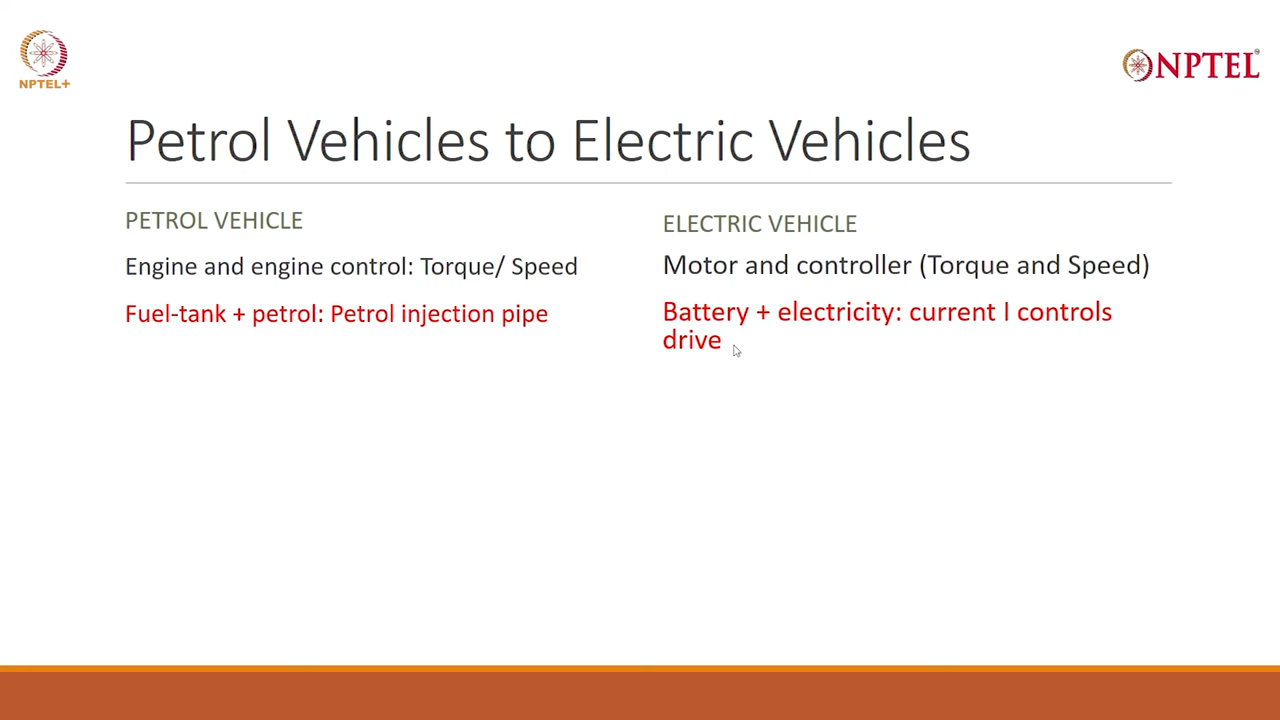 NPTEL+
NPTEL
Petrol Vehicles to Electric Vehicles
PETROL VEHICLE
Engine and engine control: Torque/ Speed
Fuel-tank + petrol: Petrol injection pipe
ELECTRIC VEHICLE
Motor and controller (Torque and Speed)
Battery + electricity: current I controls
drive